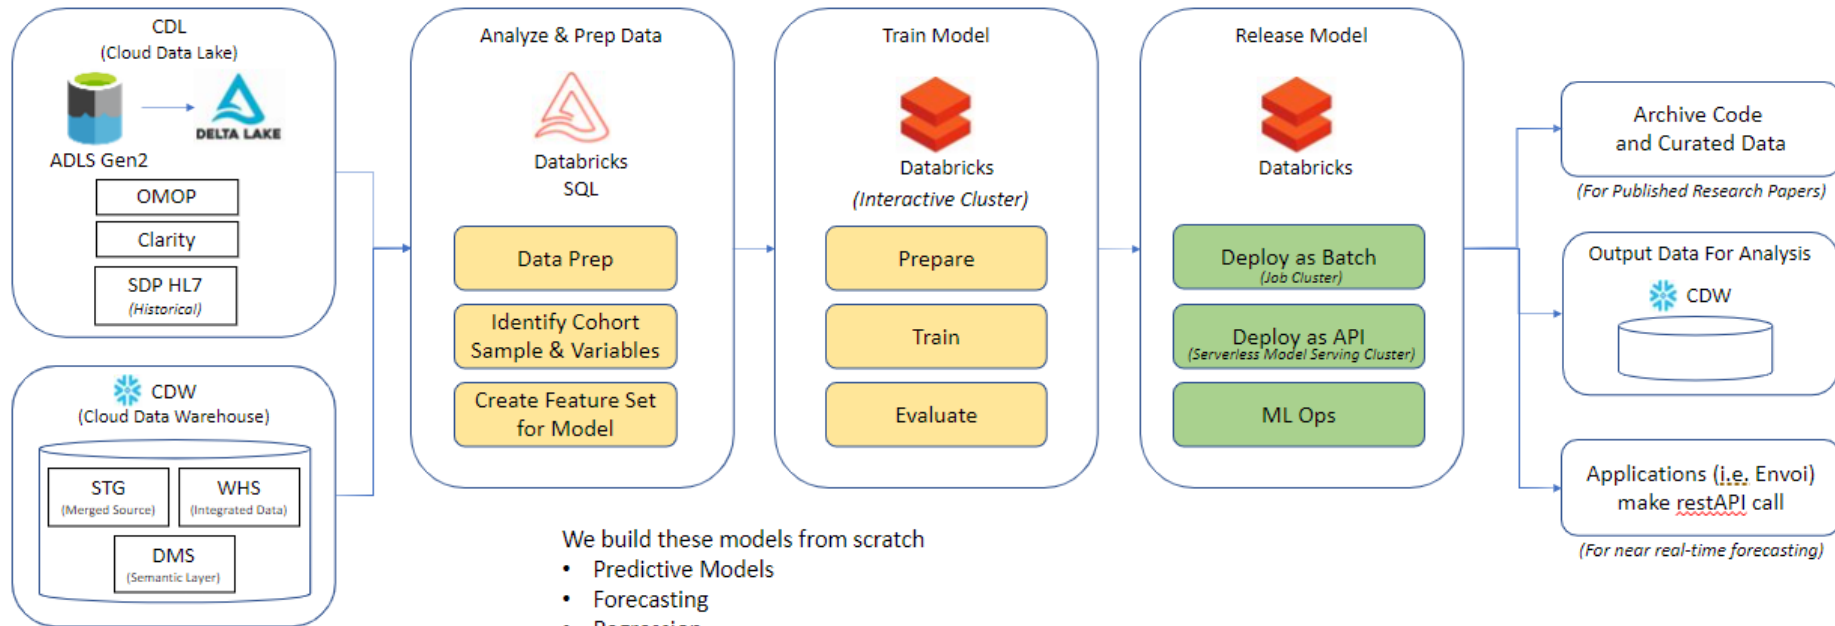 CDL
(Cloud Data Lake)
DELTA LAKE
ADLS Gen2
OMOP
Clarity
SDP HL7
(Historical)
CDW
(Cloud Data Warehouse)
STG
(Merged Source)
WHS
(Integrated Data)
DMS
(Semantic Layer)
Analyze & Prep Data
Databricks
SQL
Data Prep
Identify Cohort
Sample & Variables
Create Feature Set
for Model
Train Model
Databricks
(Interactive Cluster)
Prepare
Train
Evaluate
Release Model
Databricks
Deploy as Batch
(Job Cluster)
Deploy as API
(Serverless Model Serving Cluster)
ML Ops
Archive Code
and Curated Data
(For Published Research Papers)
Output Data For Analysis
CDW
Applications (i.e. Envoi)
make restAPI call
(For near real-time forecasting)
We build these models from scratch
• Predictive Models
• Forecasting